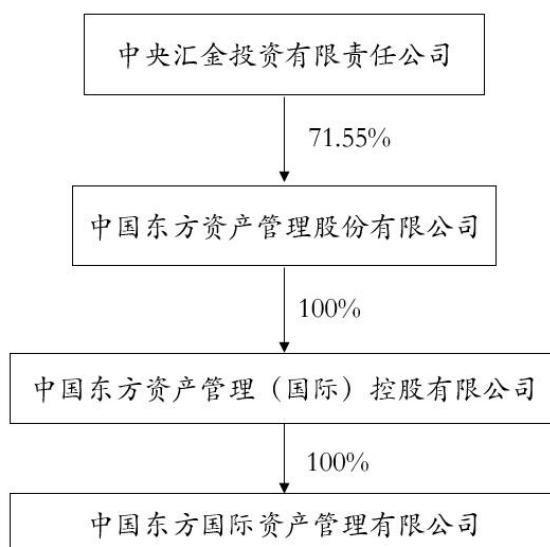 中央汇金投资有限责任公司
71.55%
中国东方资产管理股份有限公司
100%
中国东方资产管理（国际）控股有限公司
100%
中国东方国际资产管理有限公司